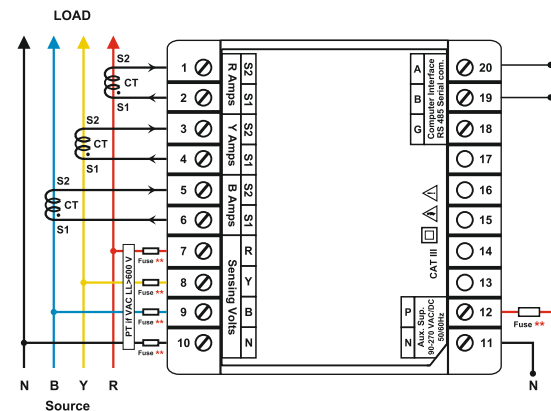 LOAD
S2
CT
S1
S2
CT
S1
S2
CT
S1
PT if VAC LL>600 V
Fuse **
Fuse **
Fuse **
Fuse **
N B Y R
Source
1
2
3
4
5
6
7
8
9
10
R Amps
S2
S1
Y Amps
S2
S1
B Amps
S2
S1
Sensing Volts
R
Y
B
N
A
B
G
Computer Interface
RS 485 Serial com.
CAT III
P
N
Aux. Sup.
90-270 VAC/DC
50/60Hz
20
19
18
17
16
15
14
13
12
11
Fuse **
N